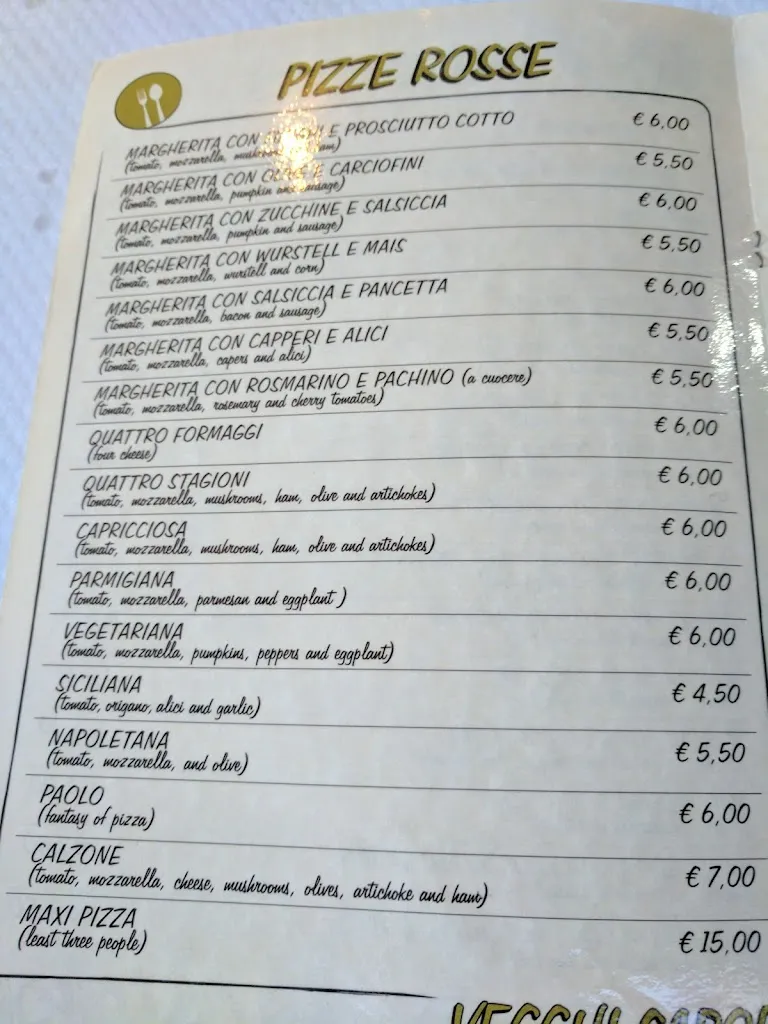 PIZZE ROSSE
MARGHERITA CON E PROSCIUTTO COTTO € 6,00
(tomato, mozzarella,
MARGHERITA CON E CARCIOFINI € 5,50
(tomato, mozzarella, pumpkin and sausage)
MARGHERITA CON ZUCCHINE E SALSICCIA € 6,00
(tomato, mozzarella, pumpkin and sausage)
MARGHERITA CON WURSTELL E MAIS € 5,50
(tomato, mozzarella, wurstell and corn)
MARGHERITA CON SALSICCIA E PANCETTA € 6,00
(tomato, mozzarella, bacon and sausage)
MARGHERITA CON CAPPERI E ALICI € 5,50
(tomato, mozzarella, capers and alici)
MARGHERITA CON ROSMARINO E PACHINO (a cuocere) € 5,50
(tomato, mozzarella, rosemary and cherry tomatoes)
QUATTRO FORMAGGI € 6,00
(four cheese)
QUATTRO STAGIONI € 6,00
(tomato, mozzarella, mushrooms, ham, olive and artichokes)
CAPRICCIOSA € 6,00
(tomato, mozzarella, mushrooms, ham, olive and artichokes)
PARMIGIANA € 6,00
(tomato, mozzarella, parmesan and eggplant )
VEGETARIANA € 6,00
(tomato, mozzarella, pumpkins, peppers and eggplant)
SICILIANA € 4,50
(tomato, origano, alici and garlic)
NAPOLETANA € 5,50
(tomato, mozzarella, and olive)
PAOLO € 6,00
(fantasy of pizza)
CALZONE € 7,00
(tomato, mozzarella, cheese, mushrooms, olives, artichoke and ham)
MAXI PIZZA € 15,00
(least three people)